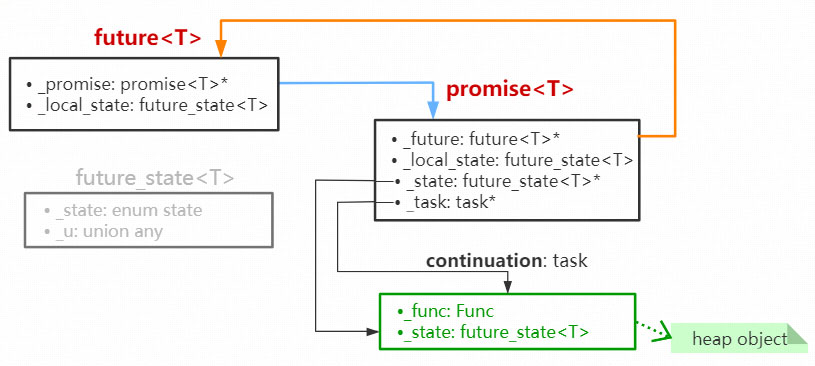 future<T>
• _promise: promise<T>*
• _local_state: future_state<T>
promise<T>
• _future: future<T>*
• _local_state: future_state<T>
• _state: future_state<T>*
• _task: task*
future_state<T>
• _state: enum state
• _u: union any
continuation: task
•_func: Func
•_state: future_state<T>
heap object